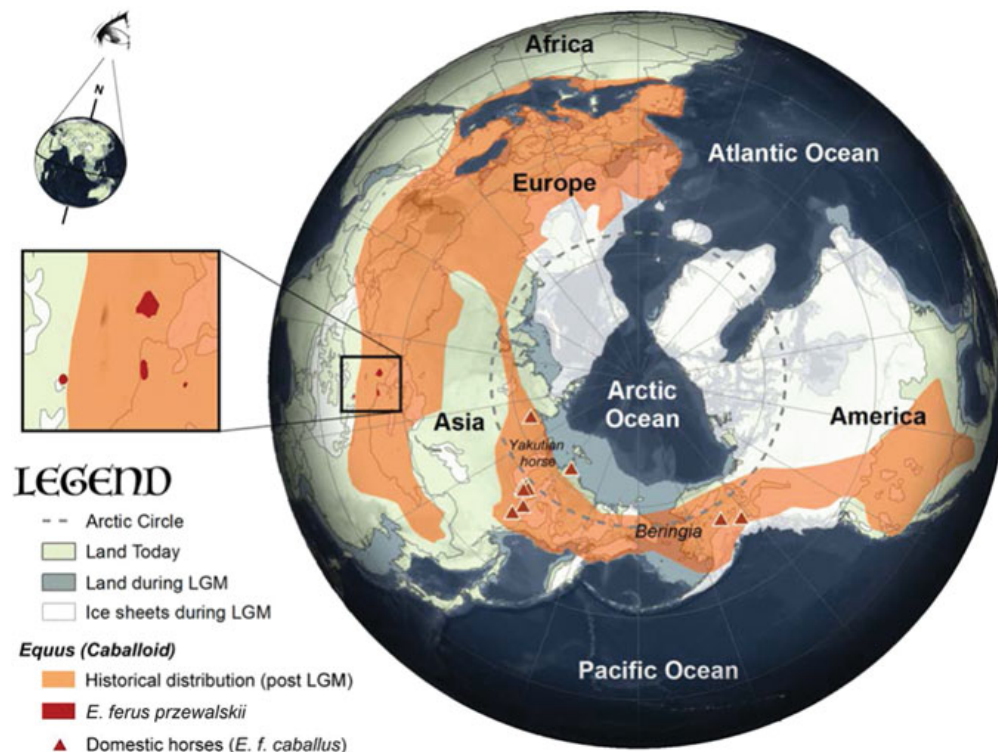 N
Africa
Atlantic Ocean
Europe
Arctic
Ocean
America
Asia
Yakutian
horse
Beringia
Pacific Ocean
LEGEND
Arctic Circle
Land Today
Land during LGM
Ice sheets during LGM
Equus (Caballoid)
Historical distribution (post LGM)
E. ferus przewalskii
Domestic horses (E. f. caballus)